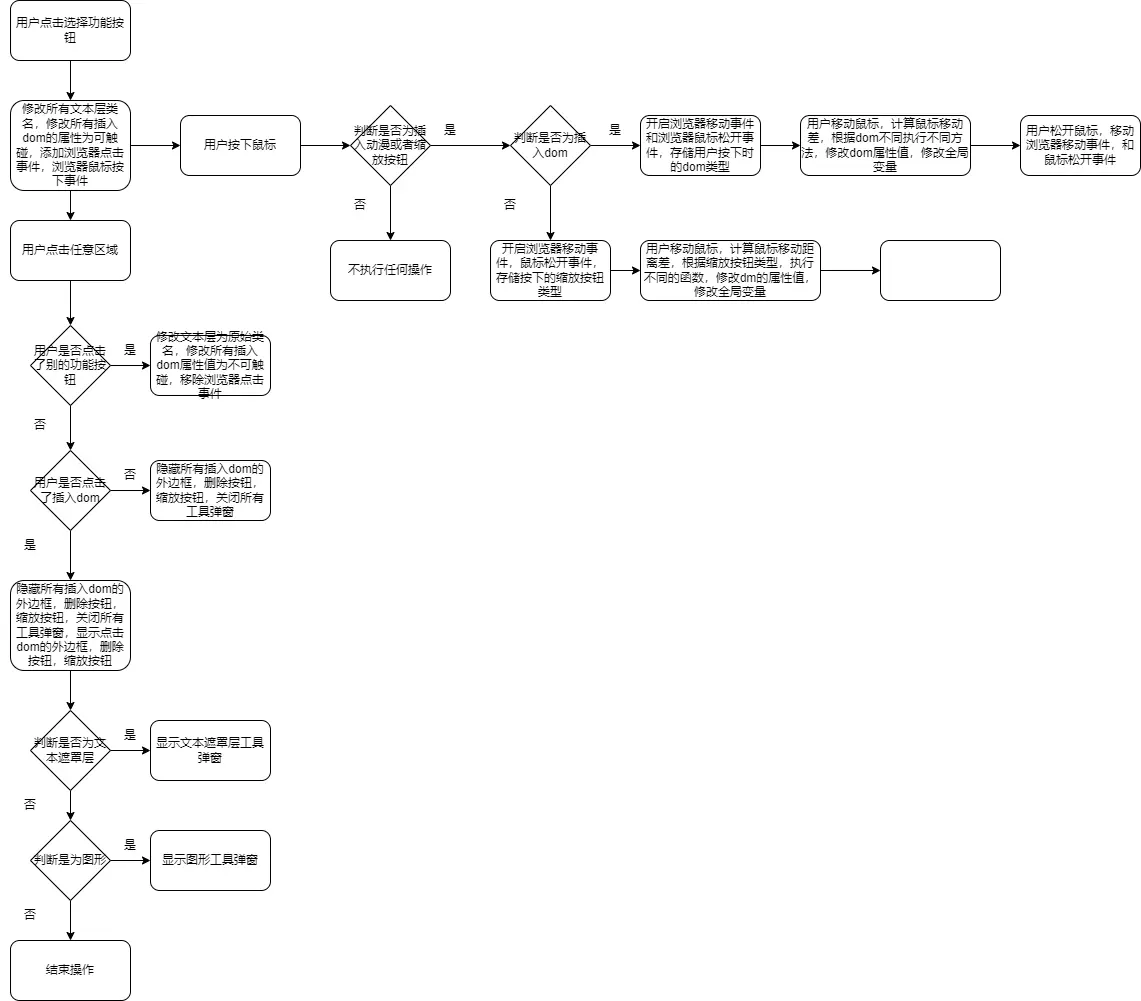 用户点击选择功能按
钮
修改所有文本层类
名，修改所有插入
dom的属性为可触
碰，添加浏览器点击
事件，浏览器鼠标按
下事件
用户按下鼠标
判断是否为插
入动漫或者缩
放按钮
是
否
不执行任何操作
判断是否为插
入dom
是
否
开启浏览器移动事件
和浏览器鼠标松开事
件，存储用户按下时
的dom类型
用户移动鼠标，计算鼠标移动
差，根据dom不同执行不同方
法，修改dom属性值，修改全局
变量
用户松开鼠标，移动
浏览器移动事件，和
鼠标松开事件
开启浏览器移动事
件，鼠标松开事件，
存储按下的缩放按钮
类型
用户移动鼠标，计算鼠标移动距
离差，根据缩放按钮类型，执行
不同的函数，修改dm的属性值，
修改全局变量
用户点击任意区域
用户是否点击
了别的功能按
钮
是
修改文本层为原始类
名，修改所有插入
dom属性值为不可触
碰，移除浏览器点击
事件
否
用户是否点击
了插入dom
否
隐藏所有插入dom的
外边框，删除按钮，
缩放按钮，关闭所有
工具弹窗
是
隐藏所有插入dom的
外边框，删除按钮，
缩放按钮，关闭所有
工具弹窗，显示点击
dom的外边框，删除
按钮，缩放按钮
判断是否为文
本遮罩层
是
显示文本遮罩层工具
弹窗
否
判断是为图形
是
显示图形工具弹窗
否
结束操作